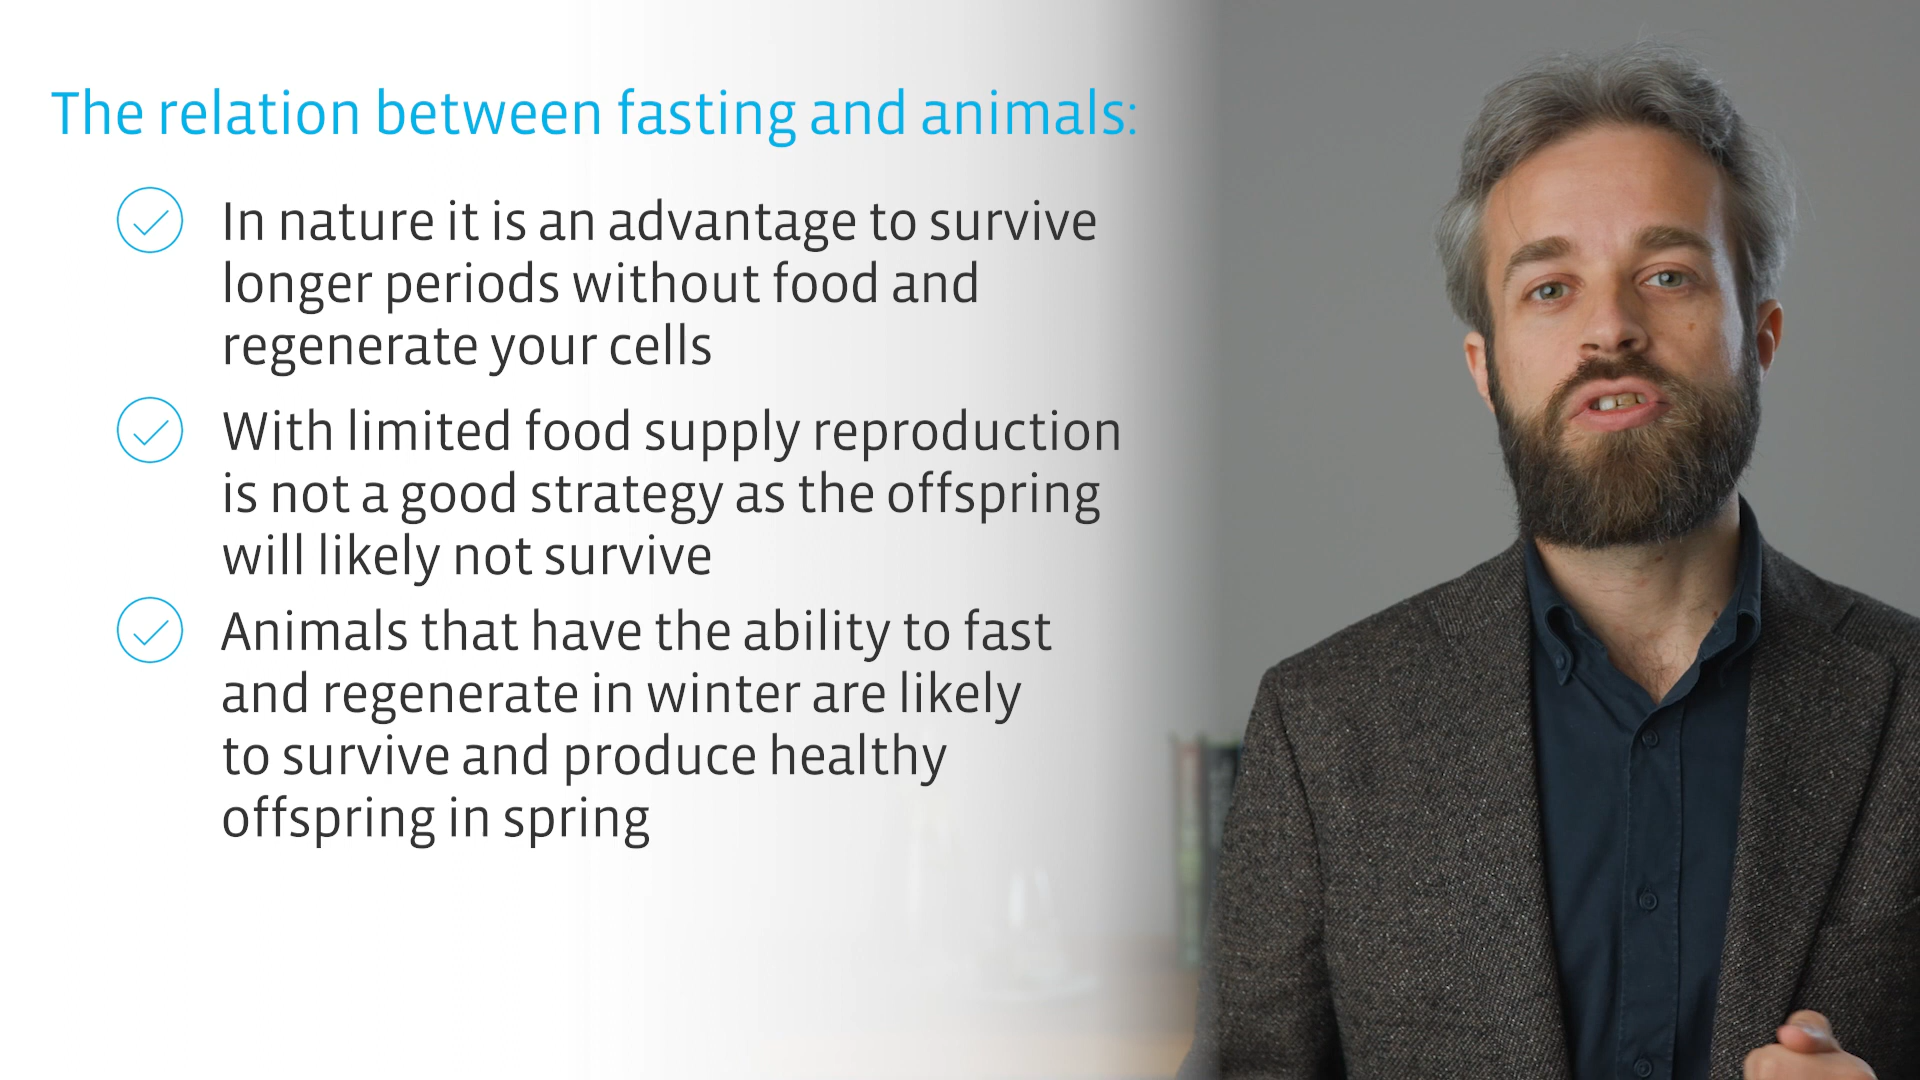 The relation between fasting and animals:
In nature it is an advantage to survive
longer periods without food and
regenerate your cells
With limited food supply reproduction
is not a good strategy as the offspring
will likely not survive
Animals that have the ability to fast
and regenerate in winter are likely
to survive and produce healthy
offspring in spring